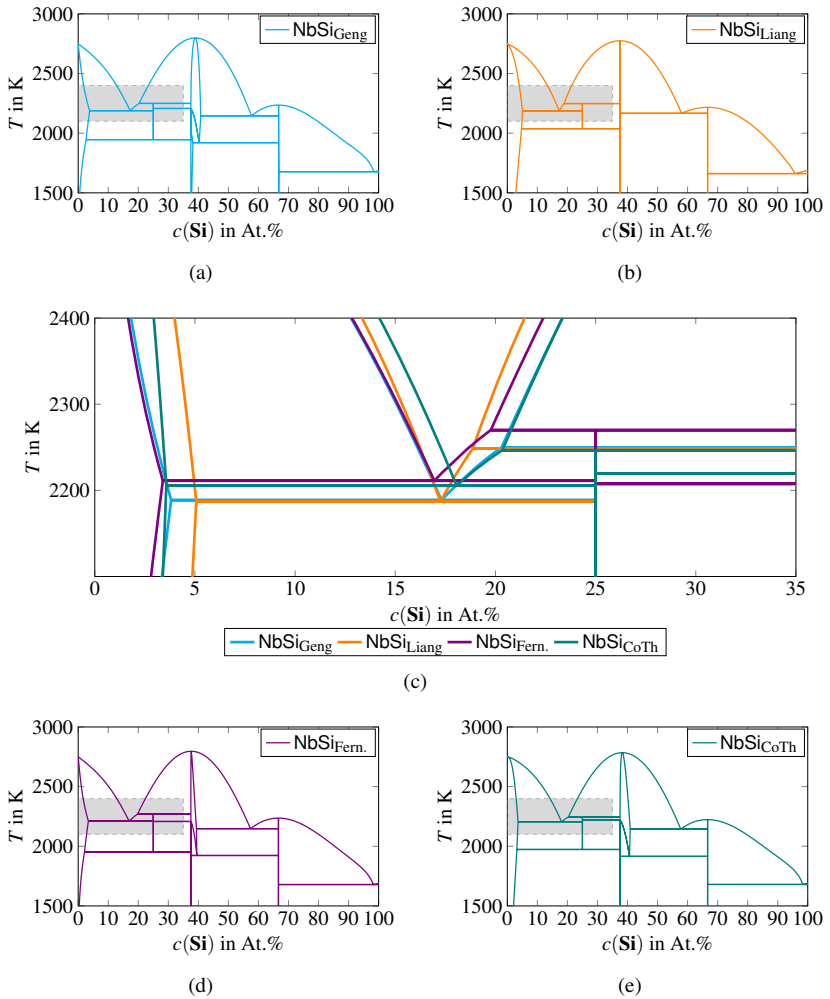 3000
2500
2000
1500
T in K
0 10 20 30 40 50 60 70 80 90 100
c(Si) in At.%
NbSiGeng
(a)
3000
2500
2000
1500
T in K
0 10 20 30 40 50 60 70 80 90 100
c(Si) in At.%
NbSiLiang
(b)
2400
2300
2200
T in K
0 5 10 15 20 25 30 35
c(Si) in At.%
NbSiGeng NbSiLiang NbSiFern. NbSiCoTh
(c)
3000
2500
2000
1500
T in K
0 10 20 30 40 50 60 70 80 90 100
c(Si) in At.%
NbSiFern.
(d)
3000
2500
2000
1500
T in K
0 10 20 30 40 50 60 70 80 90 100
c(Si) in At.%
NbSiCoTh
(e)